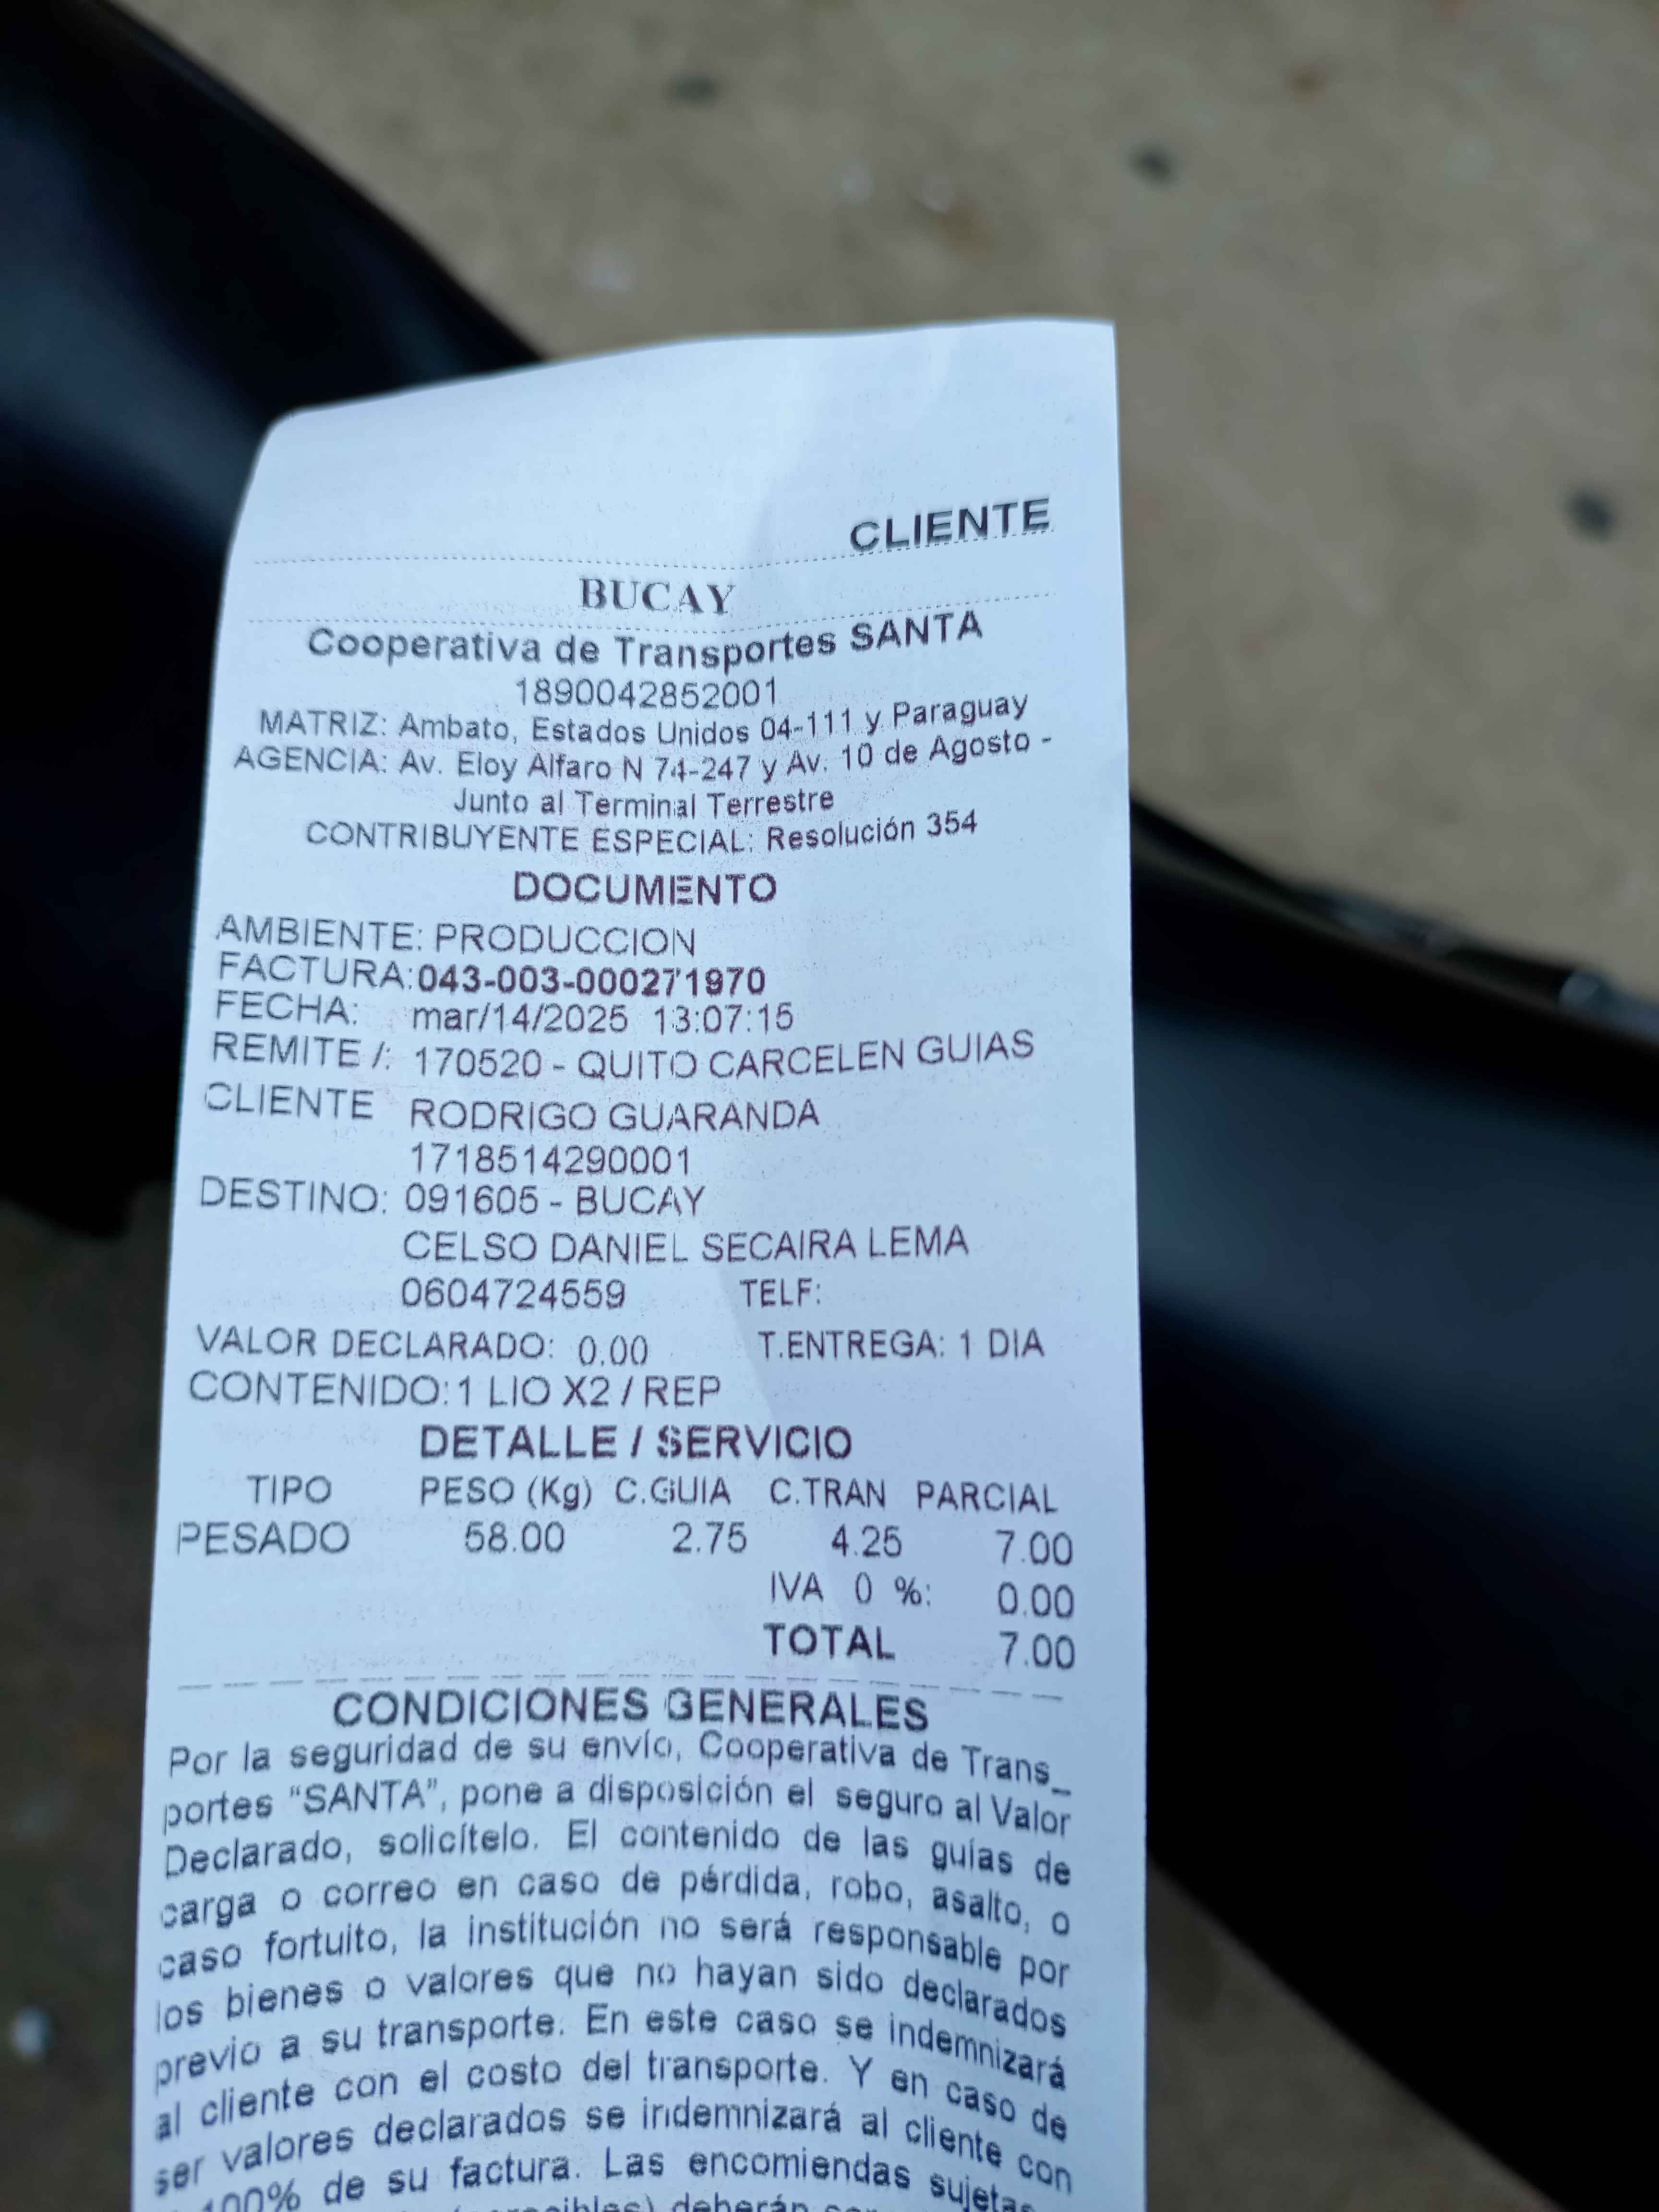 CLIENTE
BUCAY
Cooperativa de Transportes SANTA
1890042852001
MATRIZ: Ambato, Estados Unidos 04-111 y Paraguay
AGENCIA: Av. Eloy Alfaro N 74-247 y Av. 10 de Agosto -
Junto al Terminal Terrestre
CONTRIBUYENTE ESPECIAL: Resolución 354
DOCUMENTO
AMBIENTE: PRODUCCION
FACTURA:043-003-000271970
FECHA: mar/14/2025 13:07:15
REMITE /: 170520 - QUITO CARCELEN GUIAS
CLIENTE RODRIGO GUARANDA
1718514290001
DESTINO: 091605 - BUCAY
CELSO DANIEL SECAIRA LEMA
0604724559 TELF:
VALOR DECLARADO: 0.00 T.ENTREGA: 1 DIA
CONTENIDO:1 LIO X2 / REP
DETALLE / SERVICIO
TIPO PESO (Kg) C.GUIA C.TRAN PARCIAL
PESADO 58.00 2.75 4.25 7.00
IVA 0 %: 0.00
TOTAL 7.00
CONDICIONES GENERALES
Por la seguridad de su envío, Cooperativa de Trans_
portes “SANTA”, pone a disposición el seguro al Valor
Declarado, solicítelo. El contenido de las guías de
carga o correo en caso de pérdida, robo, asalto, o
caso fortuito, la institución no será responsable por
los bienes o valores que no hayan sido declarados
previo a su transporte. En este caso se indemnizará
al cliente con el costo del transporte. Y en caso de
ser valores declarados se indemnizará al cliente con
100% de su factura. Las encomiendas sujetas
deberán